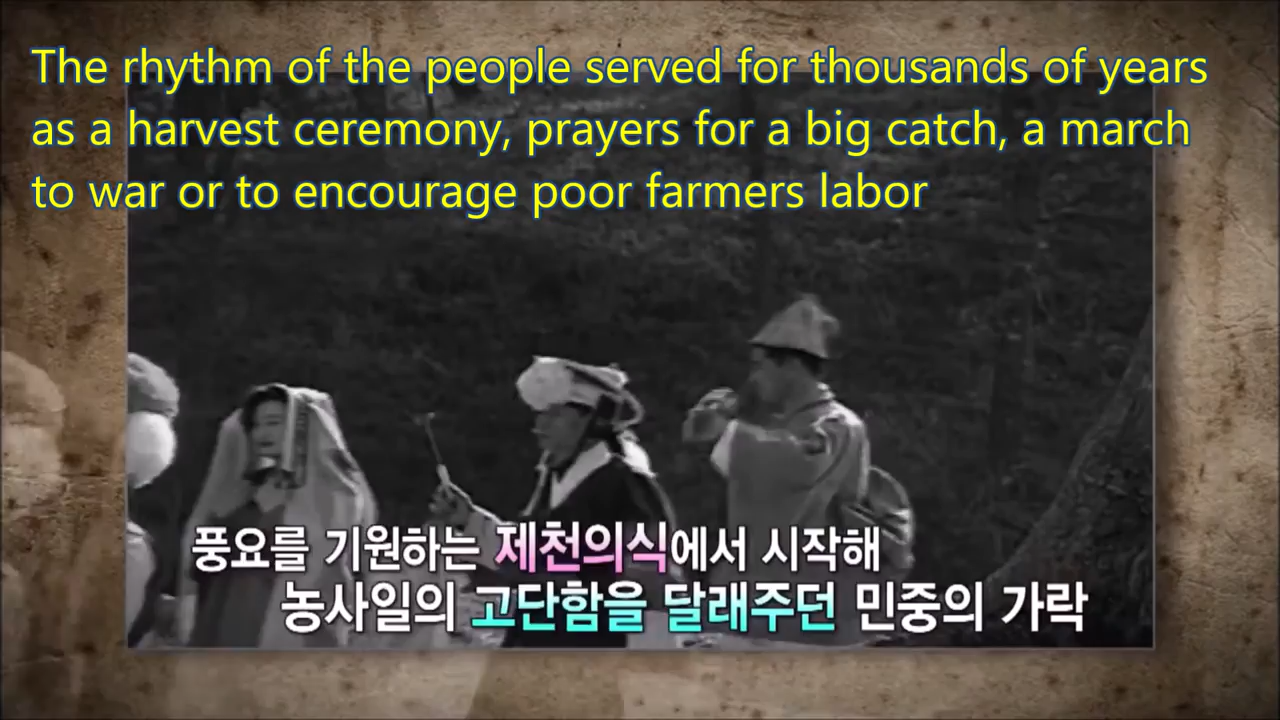 The rhythm of the people served for thousands of years
as a harvest ceremony, prayers for a big catch, a march
to war or to encourage poor farmers labor
풍요를 기원하는 제천의식에서 시작해
농사일의 고단함을 달래주던 민중의 가락